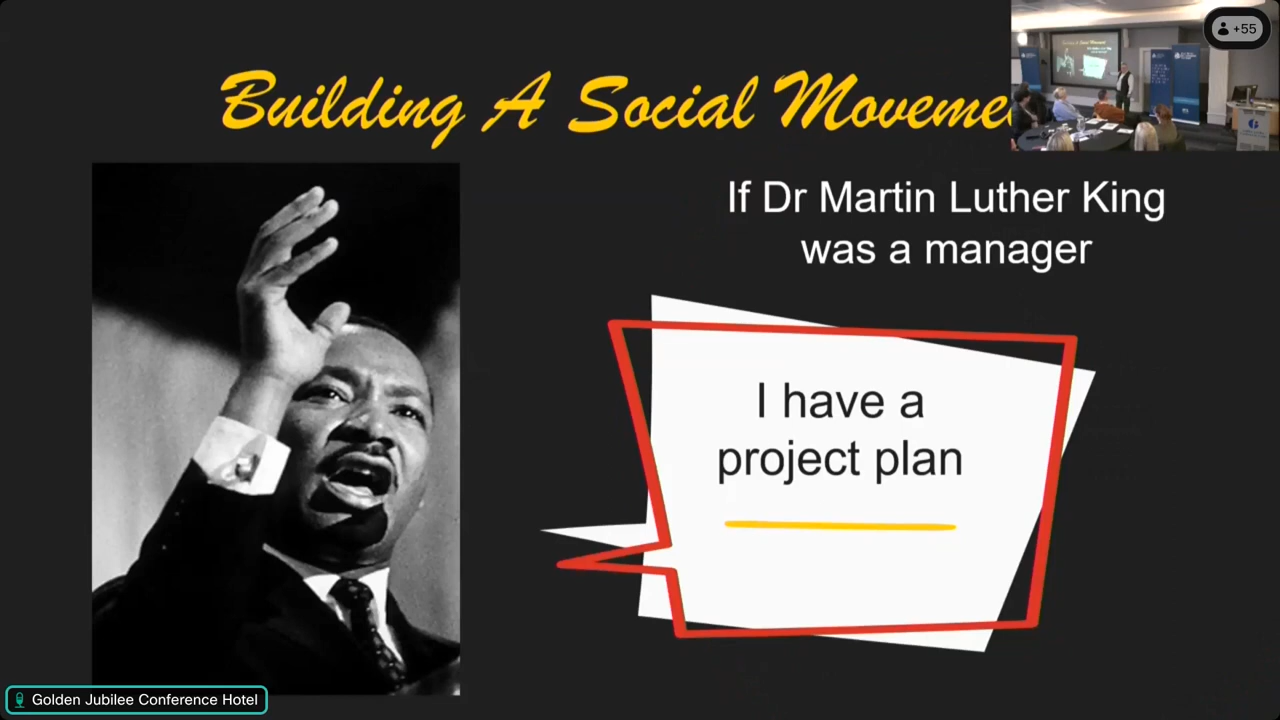 Building A Social Moveme
+55
If Dr Martin Luther King
was a manager
I have a
project plan
Golden Jubilee Conference Hotel